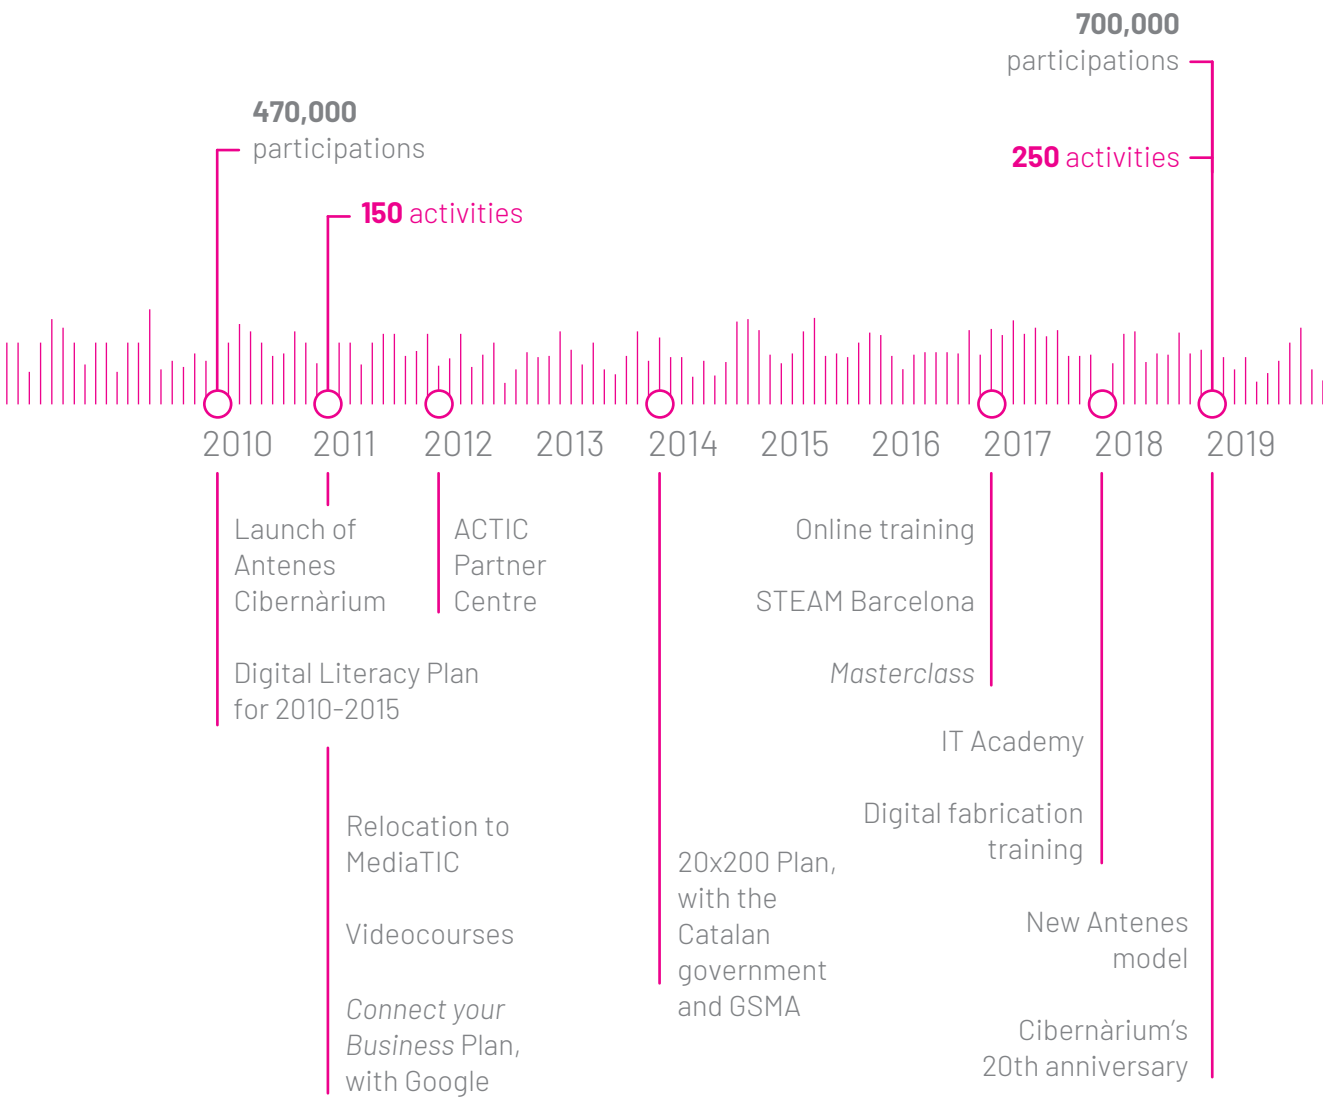 700,000
participations
470,000
participations
250 activities
150 activities
2010 2011 2012 2013 2014 2015 2016 2017 2018 2019
Launch of
Antenes
Cibernàrium
Digital Literacy Plan
for 2010-2015
Relocation to
MediaTIC
Videocourses
Connect your
Business Plan,
with Google
ACTIC
Partner
Centre
20x200 Plan,
with the
Catalan
government
and GSMA
Online training
STEAM Barcelona
Masterclass
IT Academy
Digital fabrication
training
New Antenes
model
Cibernàrium's
20th anniversary